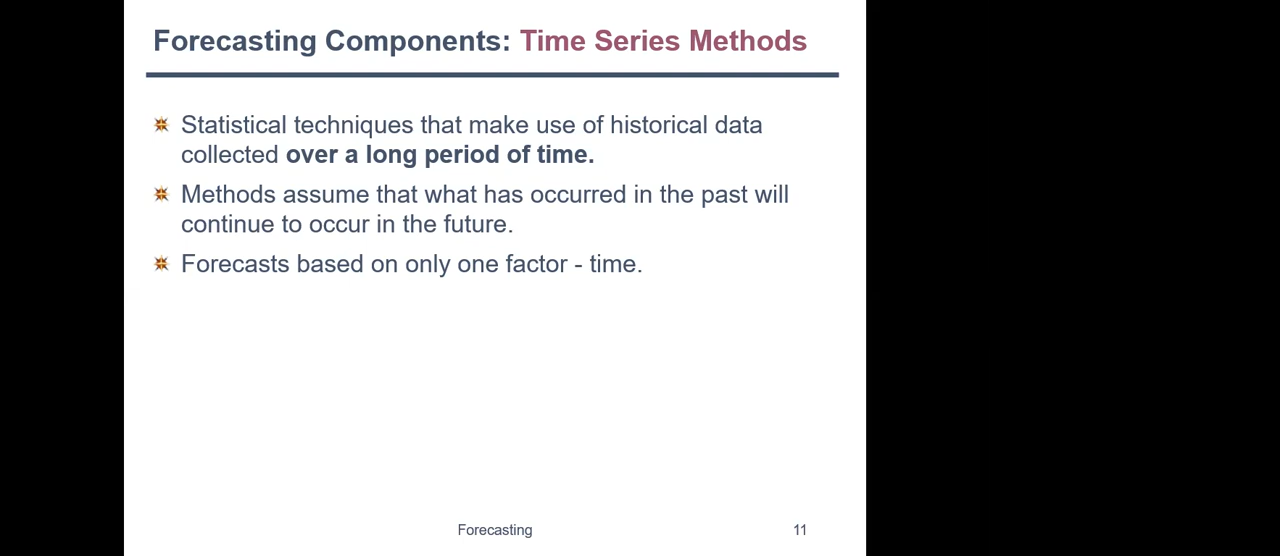 Forecasting Components: Time Series Methods
Statistical techniques that make use of historical data
collected over a long period of time.
Methods assume that what has occurred in the past will
continue to occur in the future.
Forecasts based on only one factor - time.
Forecasting
11